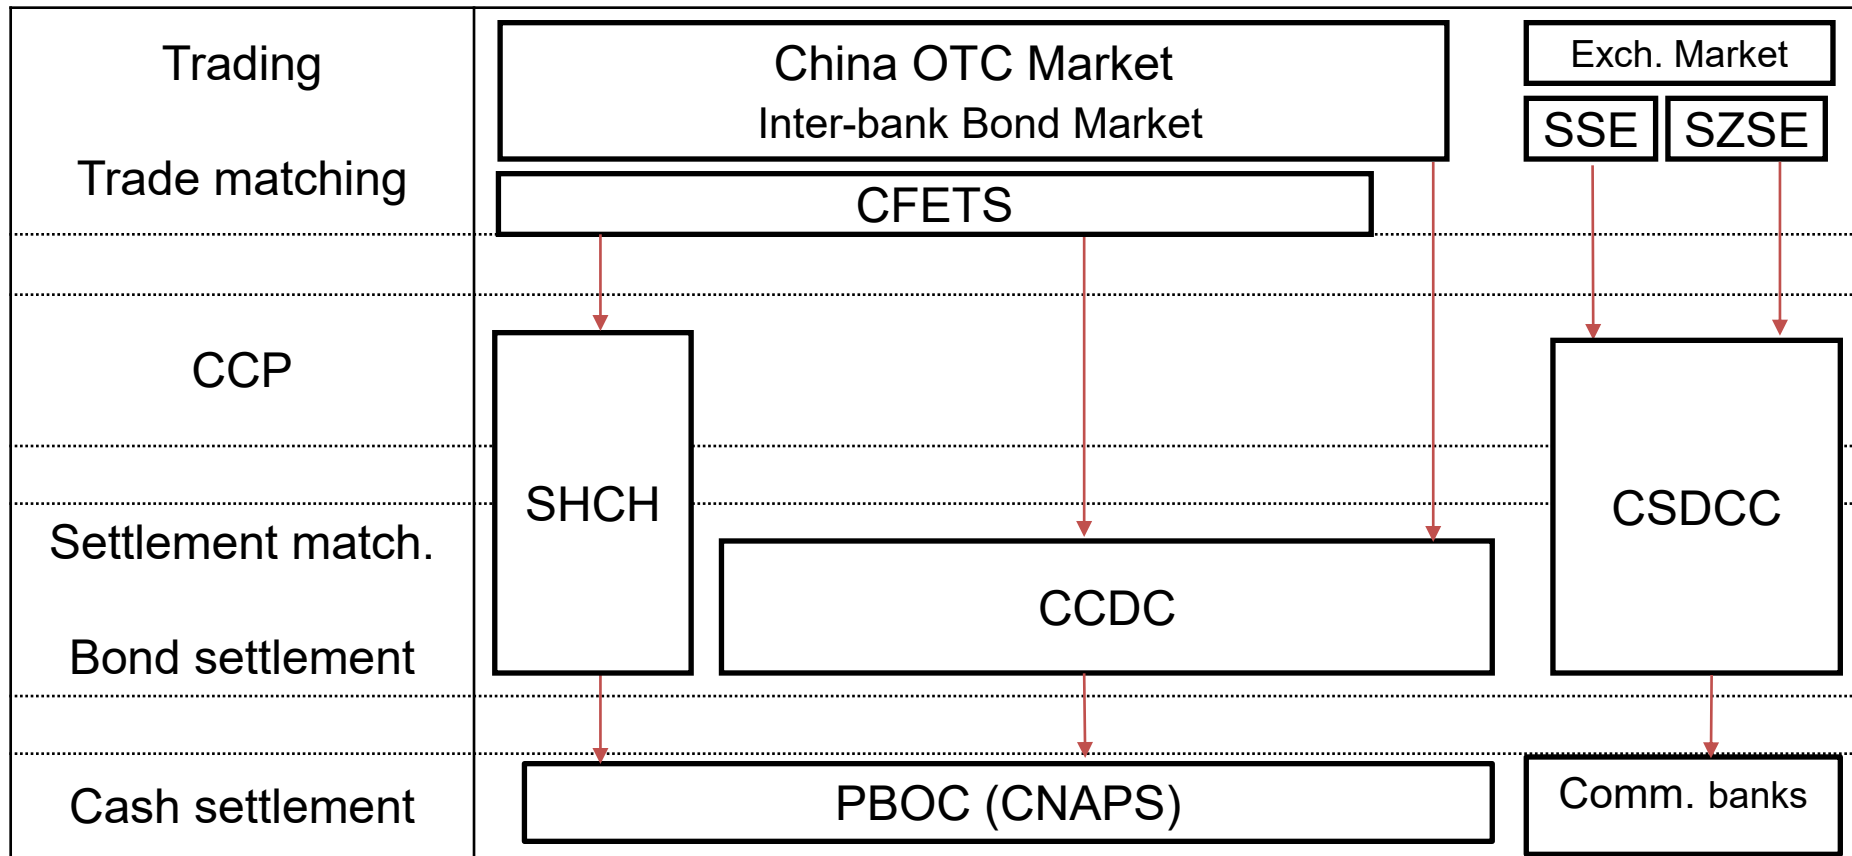 Trading
China OTC Market
Inter-bank Bond Market
Exch. Market
SSE
SZSE
Trade matching
CFETS
CCP
SHCH
CSDCC
Settlement match.
CCDC
Bond settlement
Cash settlement
PBOC (CNAPS)
Comm. banks